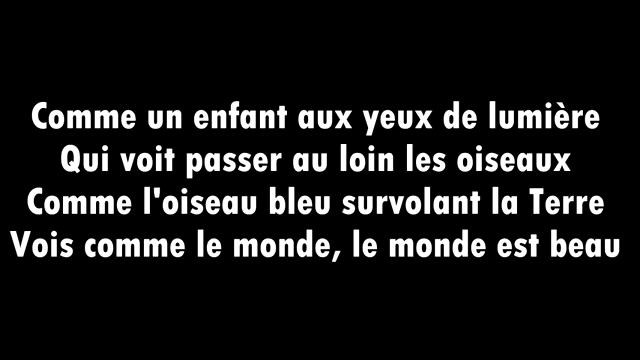 Comme un enfant aux yeux de lumière
Qui voit passer au loin les oiseaux
Comme l'oiseau bleu survolant la Terre
Vois comme le monde, le monde est beau